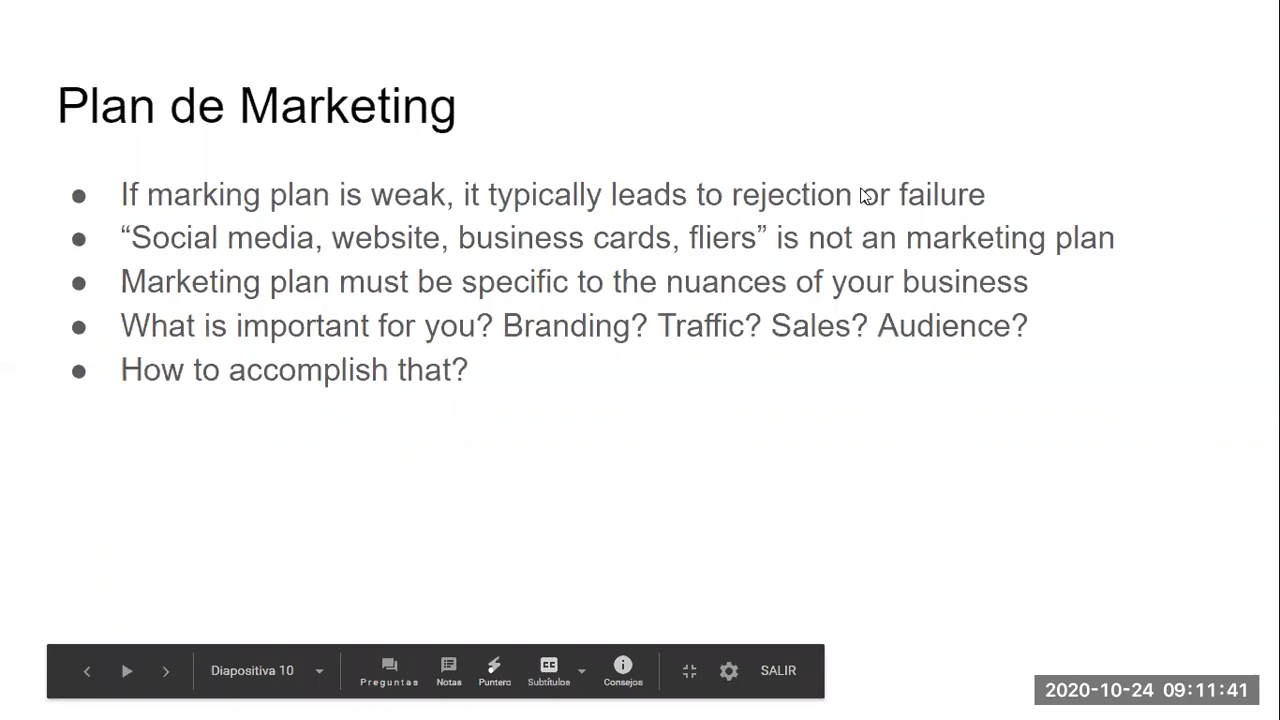 Plan de Marketing
● If marking plan is weak, it typically leads to rejection or failure
● “Social media, website, business cards, fliers” is not an marketing plan
● Marketing plan must be specific to the nuances of your business
● What is important for you? Branding? Traffic? Sales? Audience?
● How to accomplish that?
Diapositiva 10
Preguntas
Notas
Puntero
CC
Subtítulos
Consejos
SALIR
2020-10-24 09:11:41